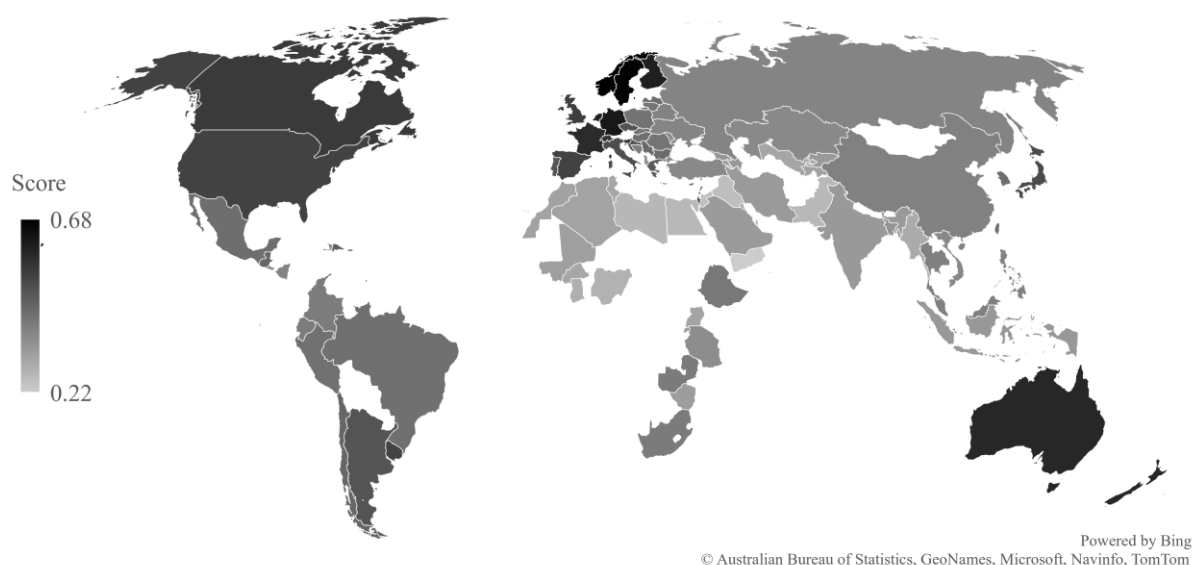 Score
0.68
0.22
Powered by Bing
© Australian Bureau of Statistics, GeoNames, Microsoft, Navinfo, TomTom